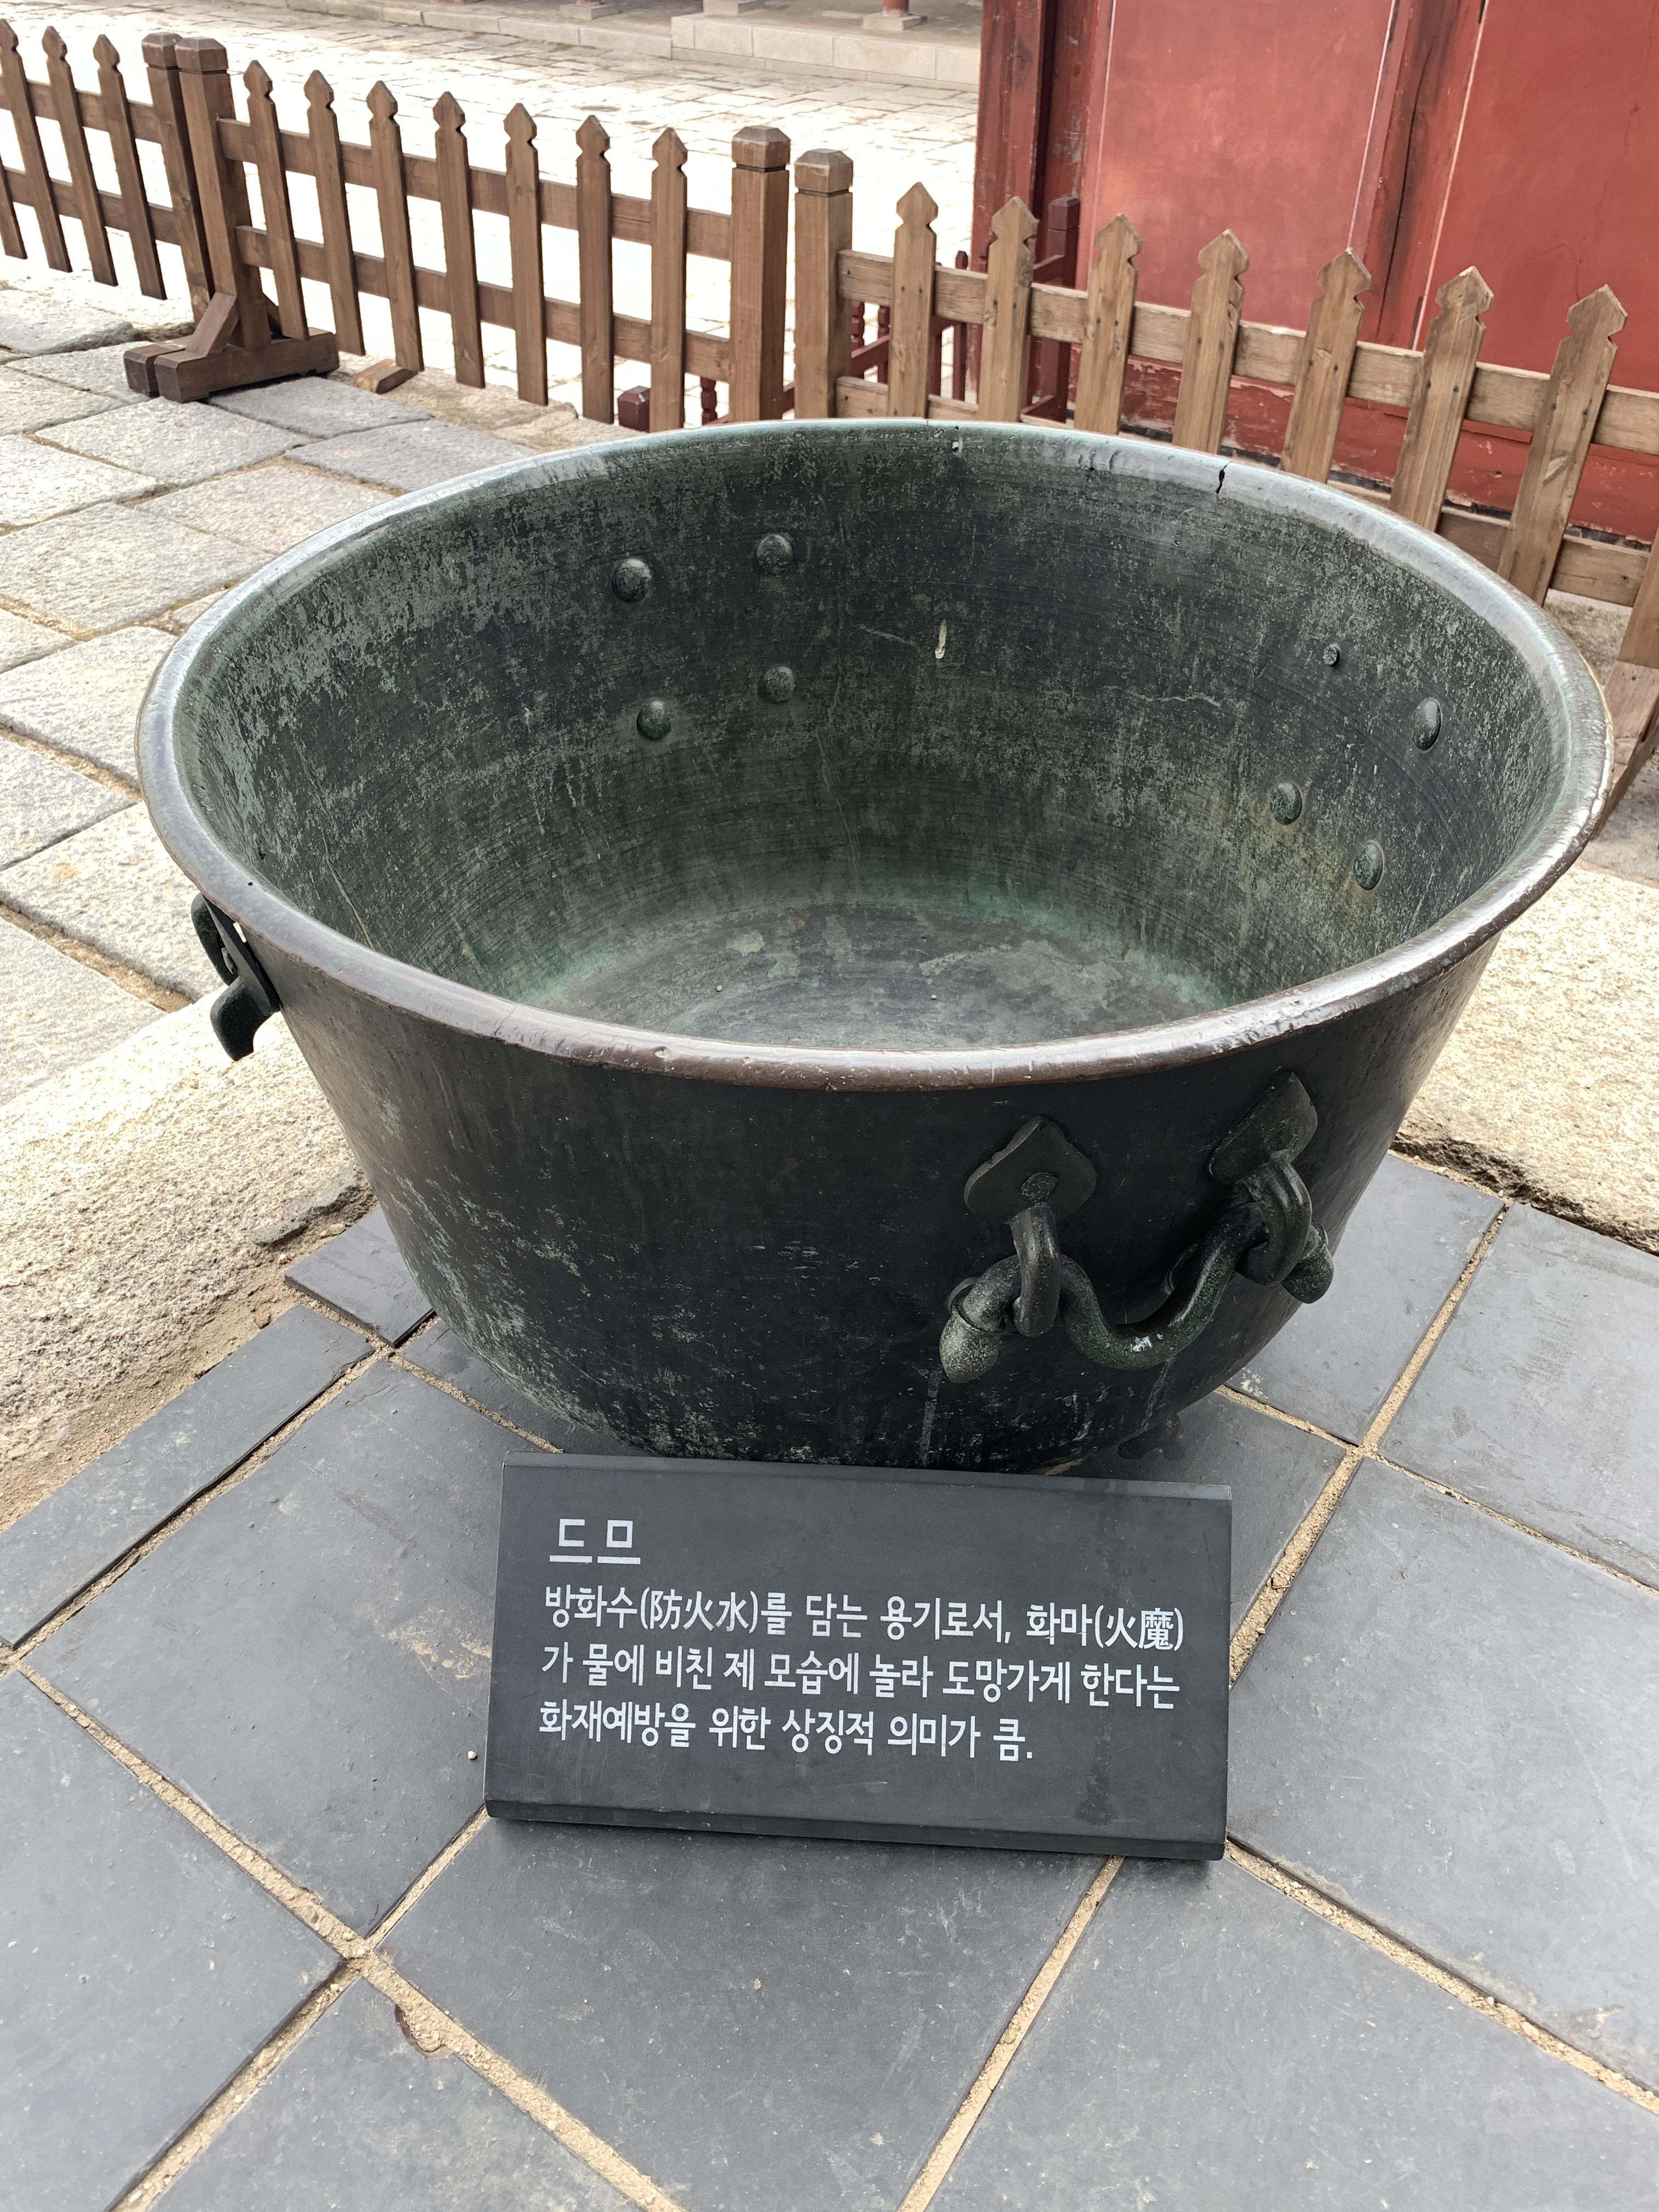 드므
방화수(防火水)를 담는 용기로서, 화마(火魔)
가 물에 비친 제 모습에 놀라 도망가게 한다는
화재예방을 위한 상징적 의미가 큼.